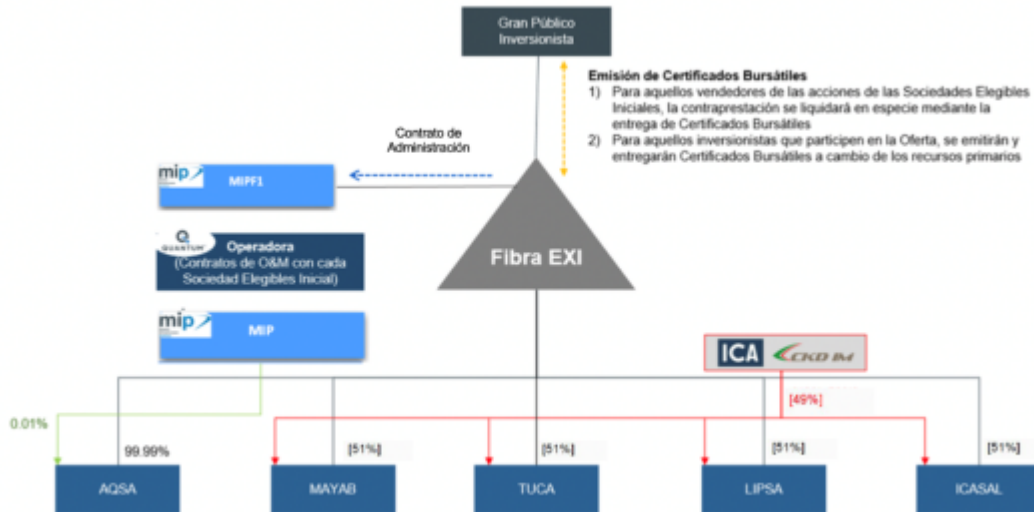 Gran Público
Inversionista
Emisión de Certificados Bursátiles
1) Para aquellos vendedores de las acciones de las Sociedades Elegibles
Iniciales, la contraprestación se liquidará en especie mediante la
entrega de Certificados Bursátiles
2) Para aquellos inversionistas que participen en la Oferta, se emitirán y
entregarán Certificados Bursátiles a cambio de los recursos primarios
Contrato de
Administración
mip
MIPF1
QUANTUM
Operadora
(Contratos de O&M con cada
Sociedad Elegibles Inicial)
Fibra EXI
mip
MIP
ICA CKD IM
[49%]
0.01%
99.99%
[51%]
[51%]
[51%]
[51%]
AQSA
MAYAB
TUCA
LIPSA
ICASAL